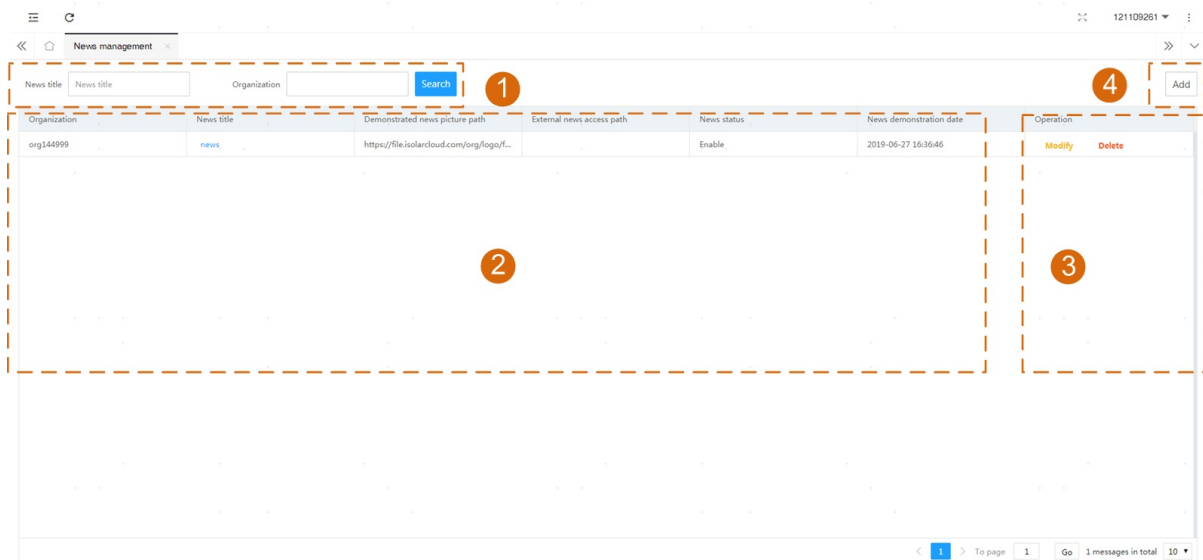 121109261
News management
News title News title Organization Search 1 4 Add
Organization News title Demonstrated news picture path External news access path News status News demonstration date Operation
org144999 news https://file.isolarcloud.com/org/logo/f... Enable 2019-06-27 16:36:46 Modify Delete
2 3
1 To page 1 Go 1 messages in total 10